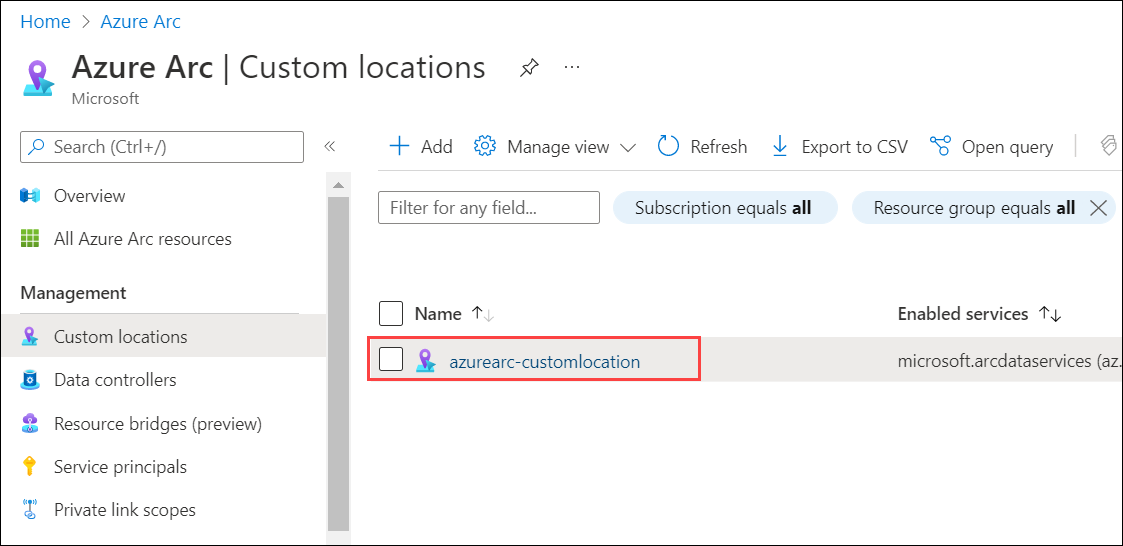 Home > Azure Arc
Azure Arc | Custom locations ...
Microsoft
Search (Ctrl+/) «
Overview
All Azure Arc resources
Management
Custom locations
Data controllers
Resource bridges (preview)
Service principals
Private link scopes
+ Add Manage view Refresh Export to CSV Open query
Filter for any field... Subscription equals all Resource group equals all
Name ↑↓ Enabled services ↑↓
azurearc-customlocation microsoft.arcdataservices (az.